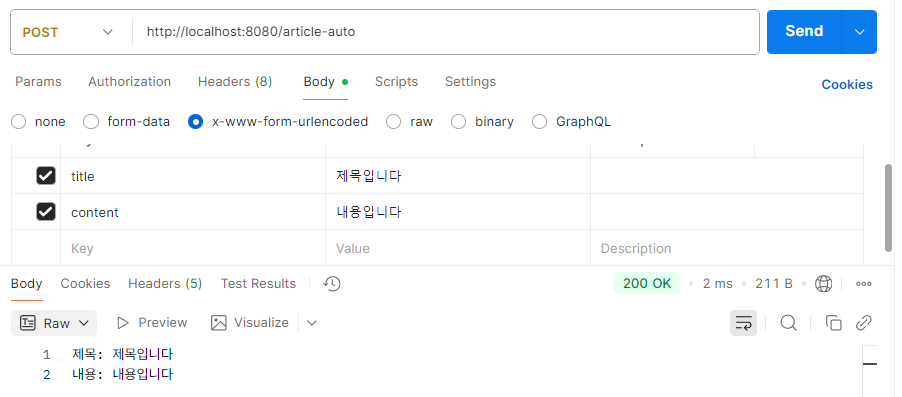 POST http://localhost:8080/article-auto Send
Params Authorization Headers (8) Body Scripts Settings Cookies
none form-data x-www-form-urlencoded raw binary GraphQL
title 제목입니다
content 내용입니다
Key Value Description
Body Cookies Headers (5) Test Results 200 OK 2 ms 211 B
Raw Preview Visualize
1 제목: 제목입니다
2 내용: 내용입니다